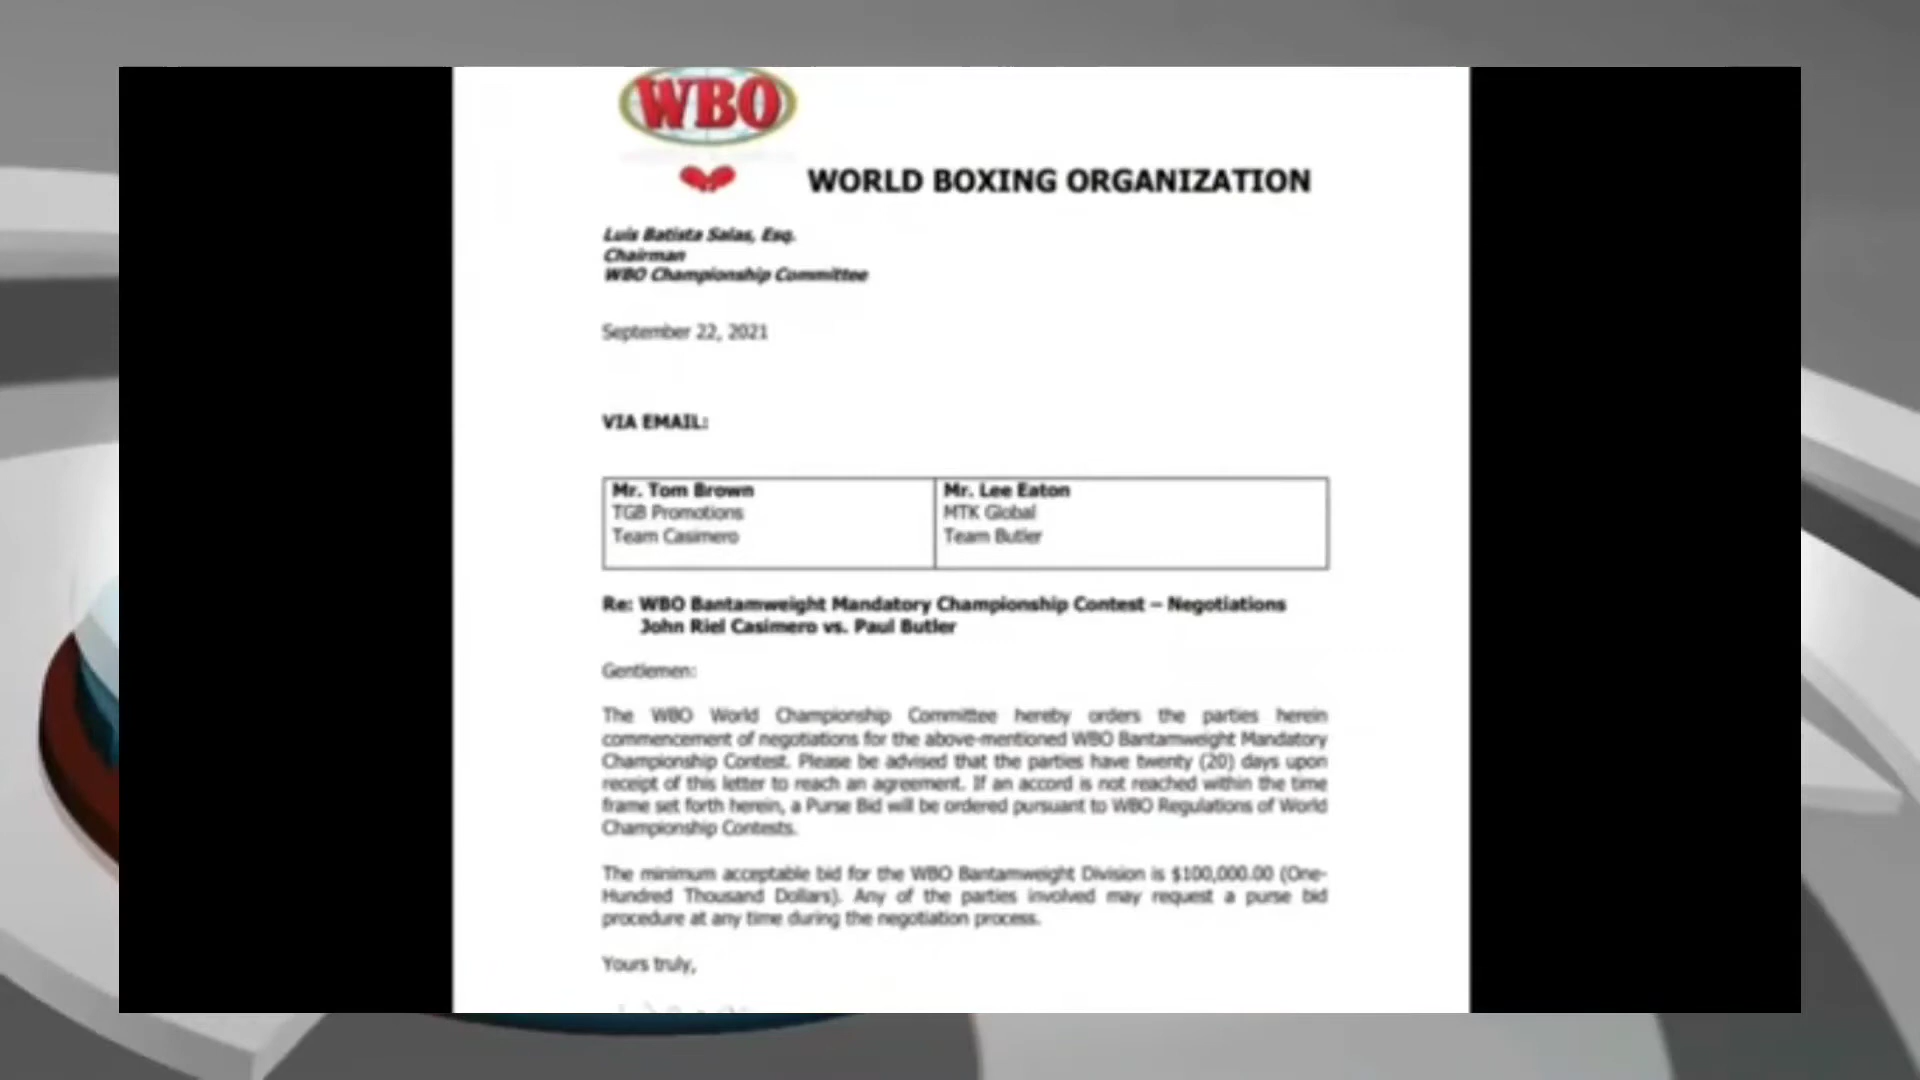 WBO
WORLD BOXING ORGANIZATION
Luis Batista Salas, Esq.
Chairman
WBO Championship Committee
September 22, 2021
VIA EMAIL:
Mr. Tom Brown
TGB Promotions
Team Casimero
Mr. Lee Eaton
MTK Global
Team Butler
Re: WBO Bantamweight Mandatory Championship Contest – Negotiations
John Riel Casimero vs. Paul Butler
Gentlemen:
The WBO World Championship Committee hereby orders the parties herein
commencement of negotiations for the above-mentioned WBO Bantamweight Mandatory
Championship Contest. Please be advised that the parties have twenty (20) days upon
receipt of this letter to reach an agreement. If an accord is not reached within the time
frame set forth herein, a Purse Bid will be ordered pursuant to WBO Regulations of World
Championship Contests.
The minimum acceptable bid for the WBO Bantamweight Division is $100,000.00 (One-
Hundred Thousand Dollars). Any of the parties involved may request a purse bid
procedure at any time during the negotiation process.
Yours truly,